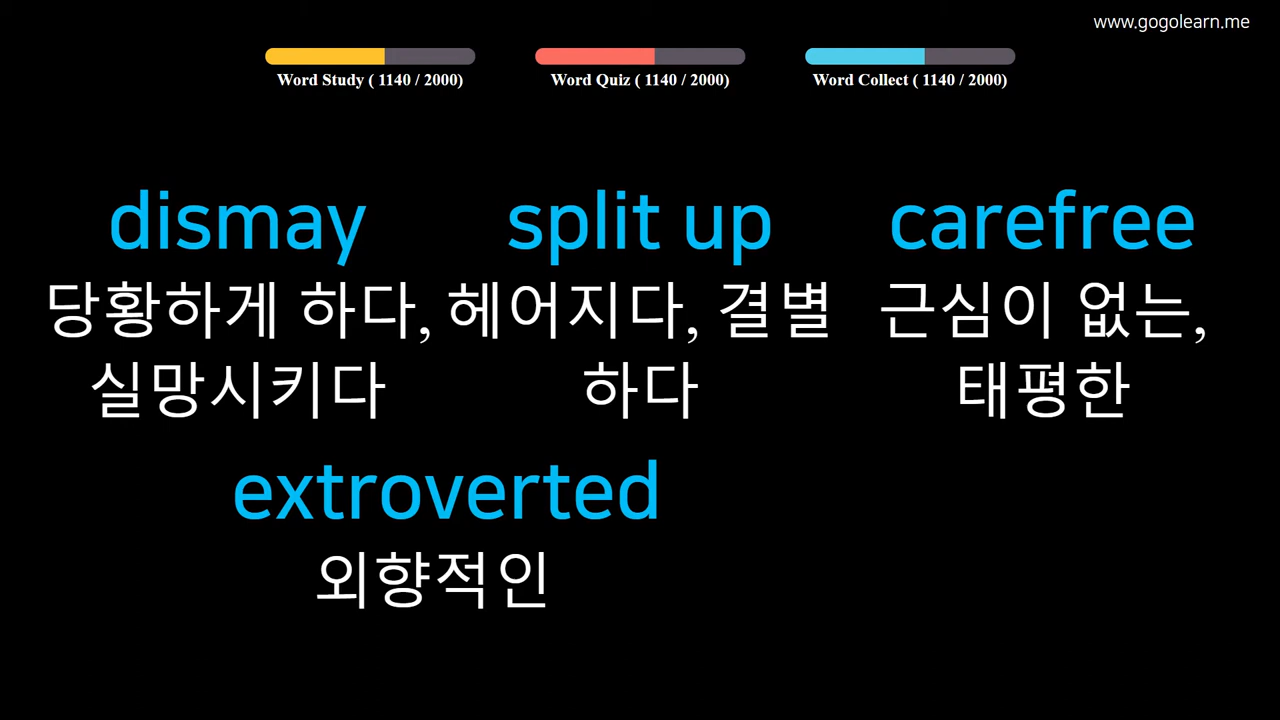 www.gogolearn.me
Word Study ( 1140 / 2000)
Word Quiz ( 1140 / 2000)
Word Collect ( 1140 / 2000)
dismay
당황하게 하다,
실망시키다
split up
헤어지다, 결별
하다
carefree
근심이 없는,
태평한
extroverted
외향적인